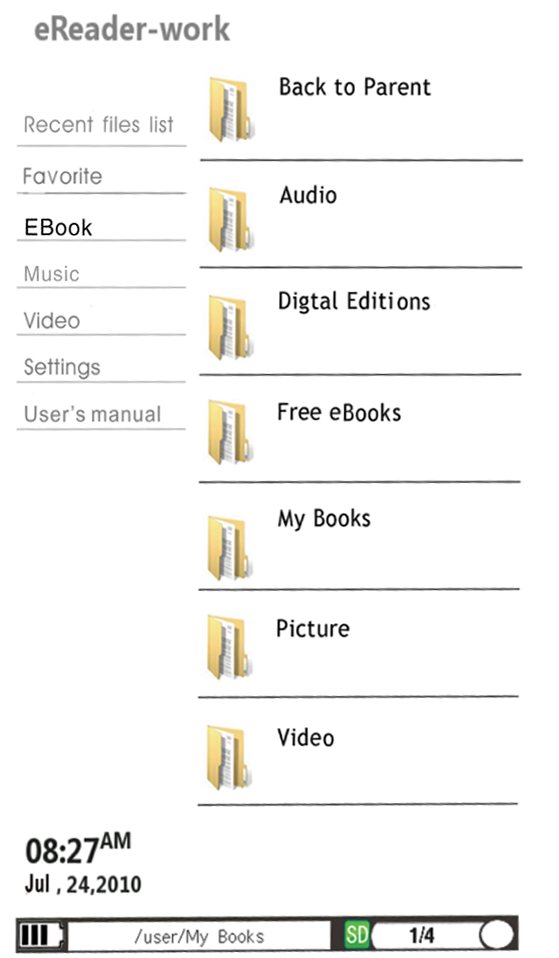 eReader-work
Recent files list
Favorite
EBook
Music
Video
Settings
User's manual
Back to Parent
Audio
Digtal Editions
Free eBooks
My Books
Picture
Video
08:27AM
Jul , 24,2010
/user/My Books
SD
1/4